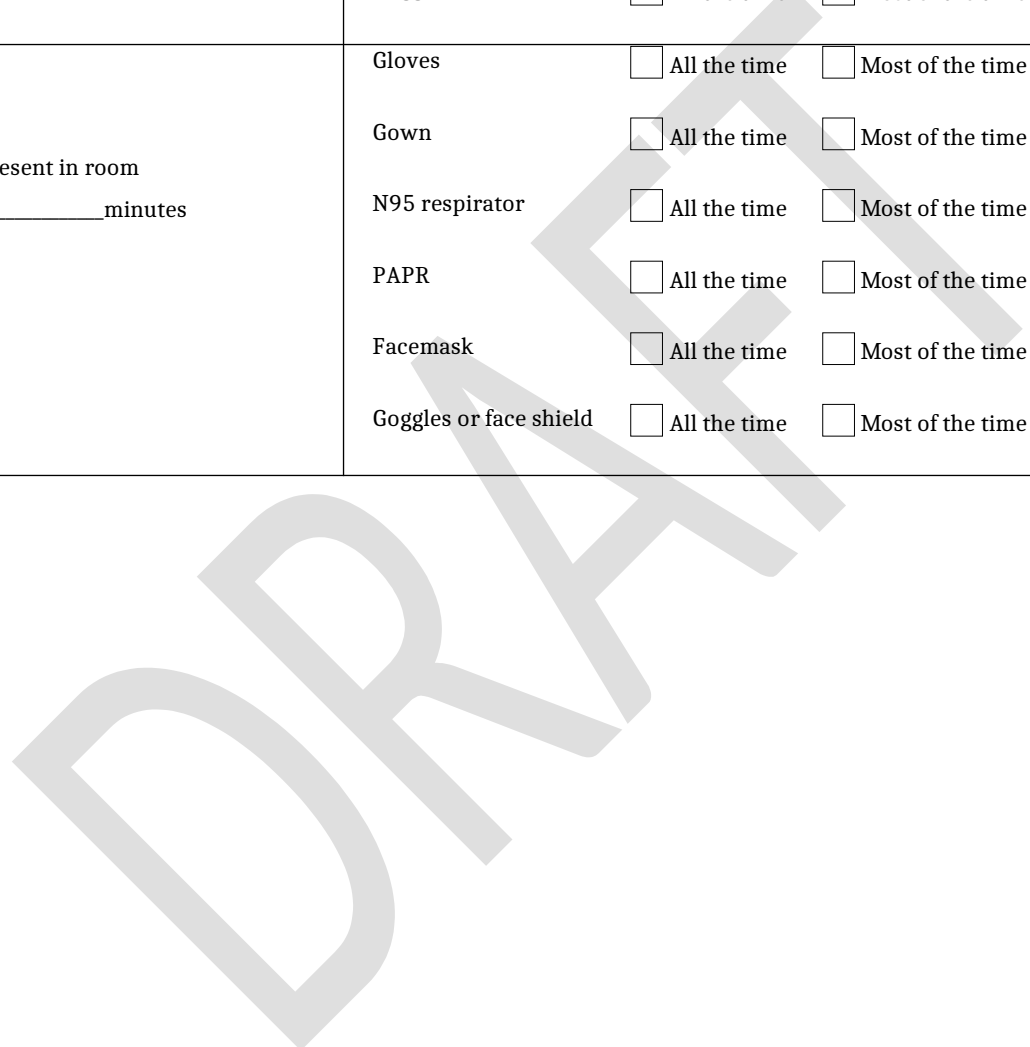 Gloves All the time Most of the time
Gown All the time Most of the time
esent in room
N95 respirator All the time Most of the time
____________minutes
PAPR All the time Most of the time
Facemask All the time Most of the time
Goggles or face shield All the time Most of the time
DRAFT